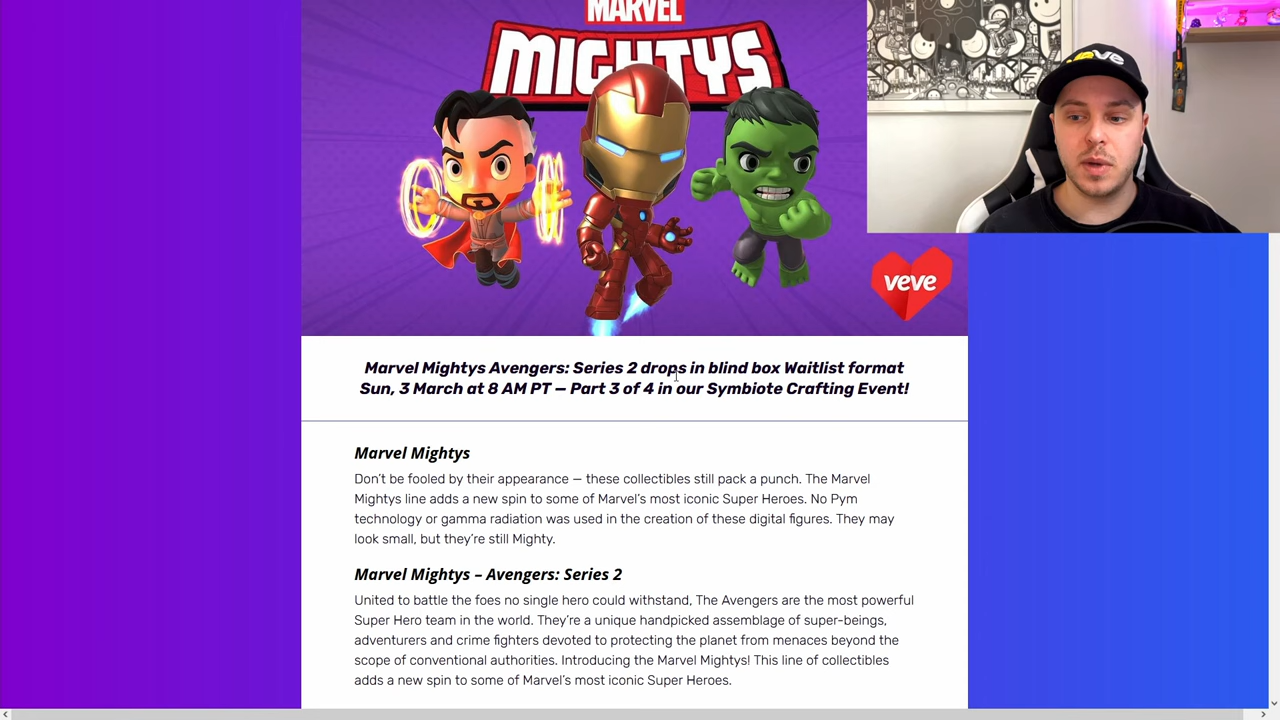 MARVEL
MIGHTYS
veve
veve
Marvel Mightys Avengers: Series 2 drops in blind box Waitlist format
Sun, 3 March at 8 AM PT – Part 3 of 4 in our Symbiote Crafting Event!
Marvel Mightys
Don't be fooled by their appearance – these collectibles still pack a punch. The Marvel
Mightys line adds a new spin to some of Marvel's most iconic Super Heroes. No Pym
technology or gamma radiation was used in the creation of these digital figures. They may
look small, but they're still Mighty.
Marvel Mightys – Avengers: Series 2
United to battle the foes no single hero could withstand, The Avengers are the most powerful
Super Hero team in the world. They're a unique handpicked assemblage of super-beings,
adventurers and crime fighters devoted to protecting the planet from menaces beyond the
scope of conventional authorities. Introducing the Marvel Mightys! This line of collectibles
adds a new spin to some of Marvel's most iconic Super Heroes.